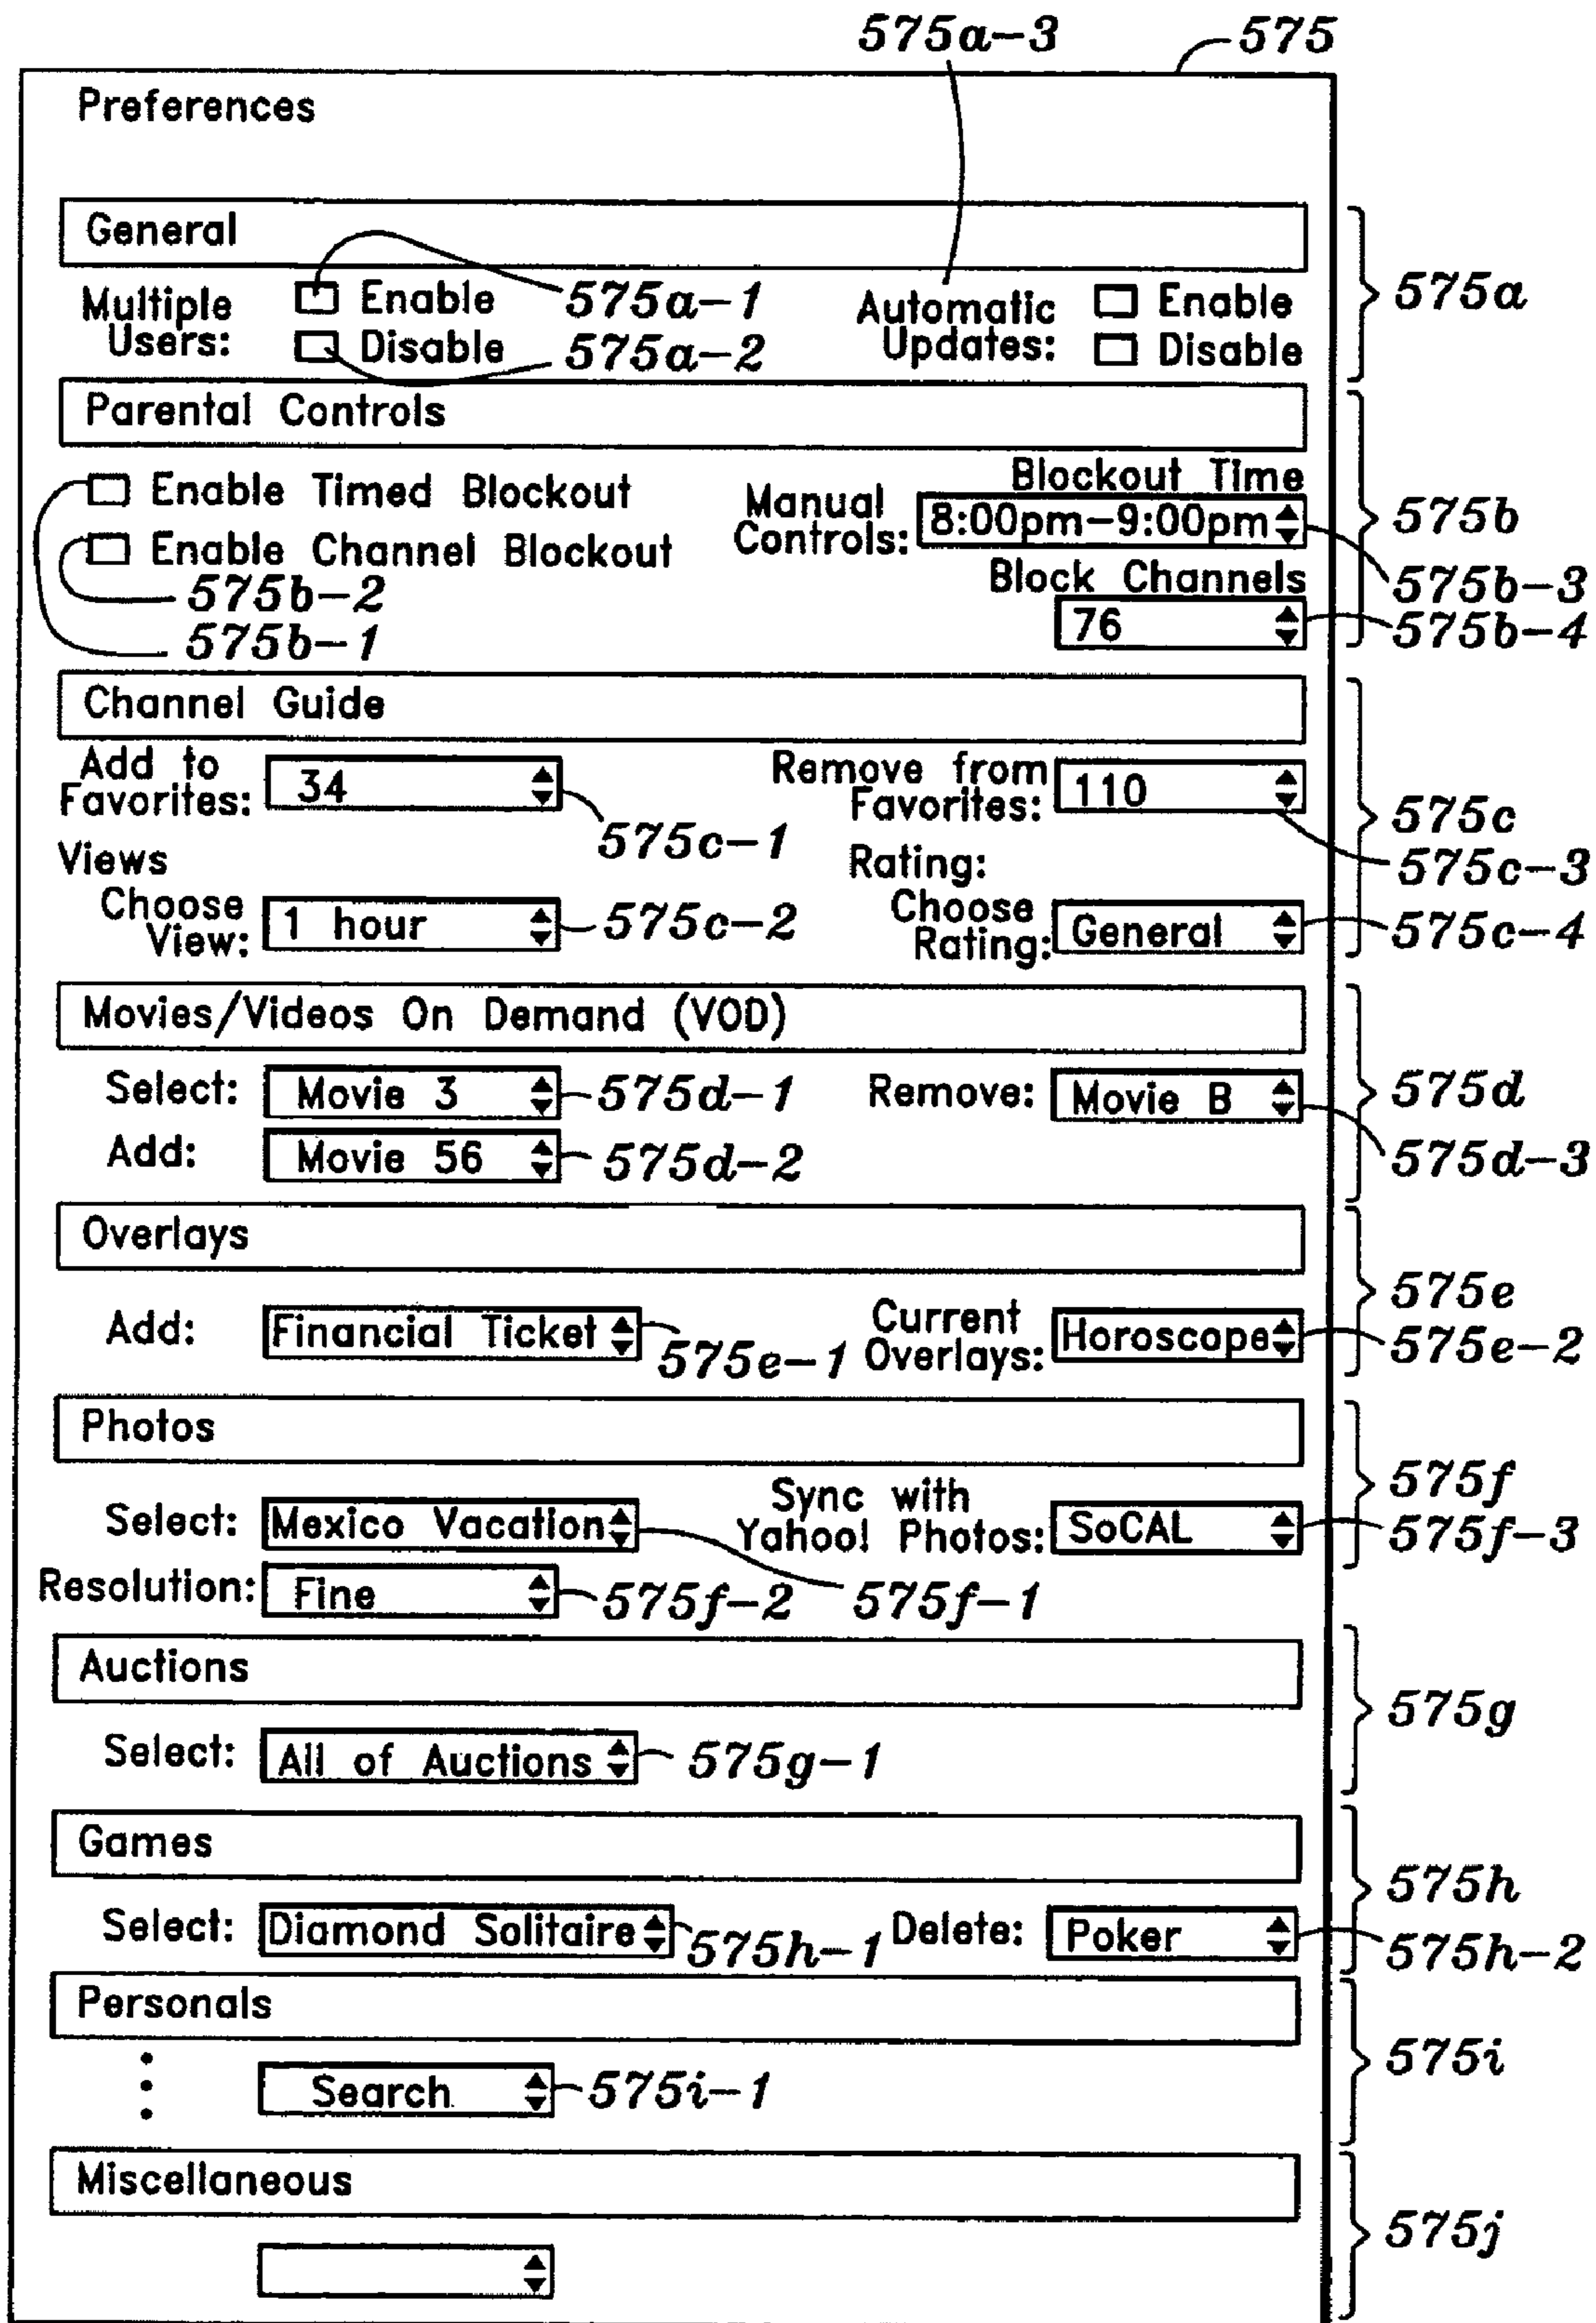 575a-3
575
Preferences
General
Multiple Users:
Enable
575a-1
Disable
575a-2
Automatic Updates:
Enable
Disable
575a
Parental Controls
Enable Timed Blockout
Enable Channel Blockout
575b-2
575b-1
Manual Controls:
Blockout Time
8:00pm-9:00pm
Block Channels
76
575b
575b-3
575b-4
Channel Guide
Add to Favorites:
34
575c-1
Remove from Favorites:
110
575c
575c-3
Views
Choose View:
1 hour
575c-2
Rating:
Choose Rating:
General
575c-4
Movies/Videos On Demand (VOD)
Select:
Movie 3
575d-1
Remove:
Movie B
575d
Add:
Movie 56
575d-2
575d-3
Overlays
Add:
Financial Ticket
575e-1
Current Overlays:
Horoscope
575e
575e-2
Photos
Select:
Mexico Vacation
Sync with Yahoo! Photos:
SoCAL
575f
575f-3
Resolution:
Fine
575f-2
575f-1
Auctions
Select:
All of Auctions
575g-1
575g
Games
Select:
Diamond Solitaire
575h-1
Delete:
Poker
575h
575h-2
Personals
Search
575i-1
575i
Miscellaneous
575j